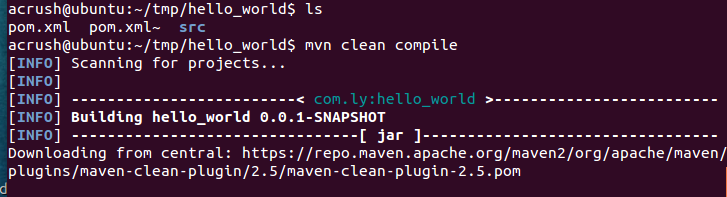 acrush@ubuntu:~/tmp/hello_world$ ls
pom.xml  pom.xml~  src
acrush@ubuntu:~/tmp/hello_world$ mvn clean compile
[INFO] Scanning for projects...
[INFO]
[INFO] -------------------------< com.ly:hello_world >-------------------------
[INFO] Building hello_world 0.0.1-SNAPSHOT
[INFO] --------------------------------[ jar ]---------------------------------
Downloading from central: https://repo.maven.apache.org/maven2/org/apache/maven/
plugins/maven-clean-plugin/2.5/maven-clean-plugin-2.5.pom
d